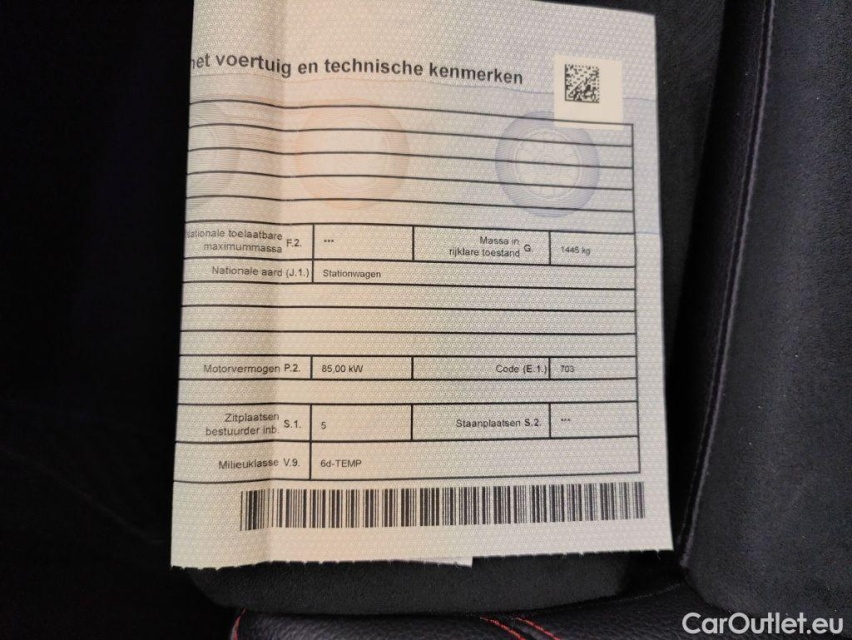 het voertuig en technische kenmerken
Nationale toelaatbare maximummassa F.2. *** Massa in rijklare toestand G. 1445 kg
Nationale aard (J.1.) Stationwagen
Motorvermogen P.2. 85,00 kW Code (E.1.) 703
Zitplaatsen bestuurder inb. S.1. 5 Staanplaatsen S.2. ***
Milieuklasse V.9. 6d-TEMP
CarOutlet.eu